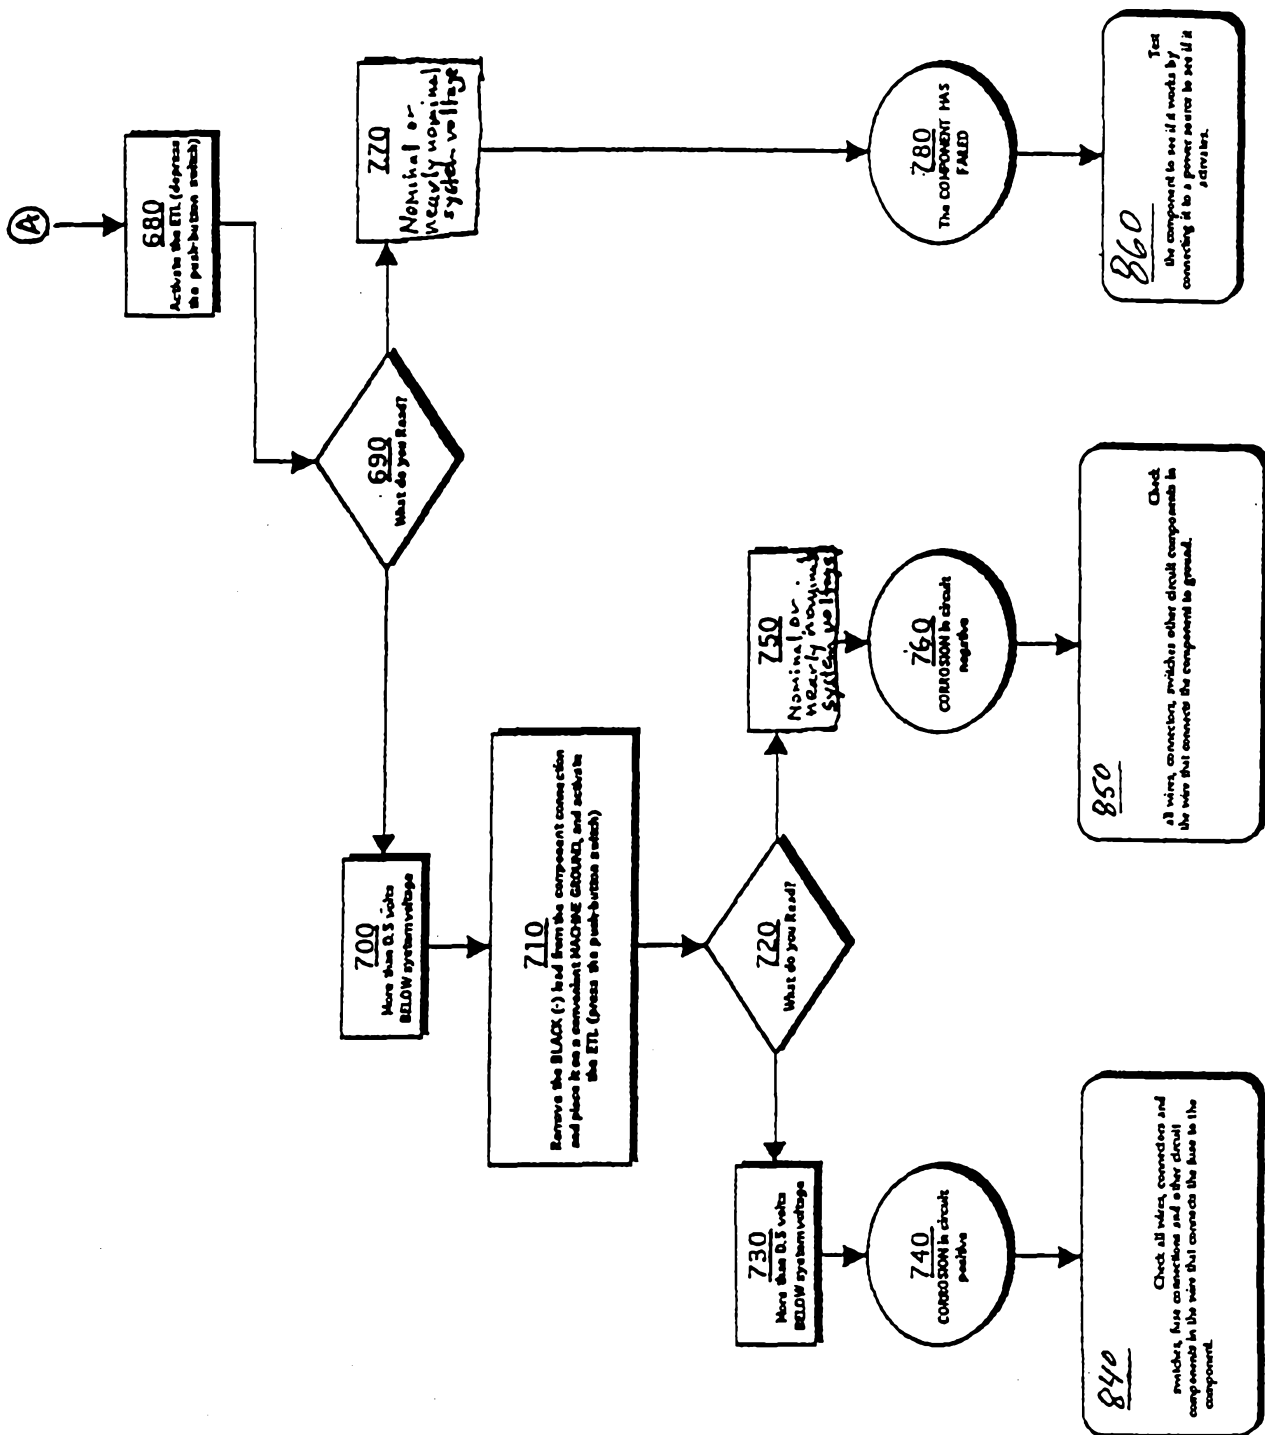 A
680
Activate the ETL (depress
the push-button switch)
690
What do you Read?
770
Nominal or
nearly nominal
system voltage
780
The COMPONENT HAS
FAILED
860
Test
the component to see if it works by
connecting it to a power source to see if it
activates.
700
More than 0.5 volts
BELOW system voltage
710
Remove the BLACK (-) lead from the component connection
and place it on a convenient MACHINE GROUND, and activate
the ETL (press the push-button switch)
720
What do you Read?
750
Nominal or
nearly nominal
system voltage
760
CORROSION in circuit
negative
850
Check
all wires, connectors, switches other circuit components in
the wire that connects the component to ground.
730
More than 0.5 volts
BELOW system voltage
740
CORROSION in circuit
positive
840
Check all wires, connectors and
switches, fuse connections and other circuit
components in the wire that connects the fuse to the
component.